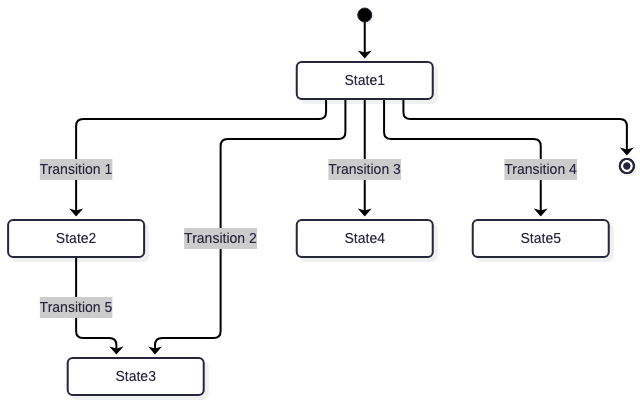 State1
Transition 1
Transition 3
Transition 4
State2
Transition 2
State4
State5
Transition 5
State3